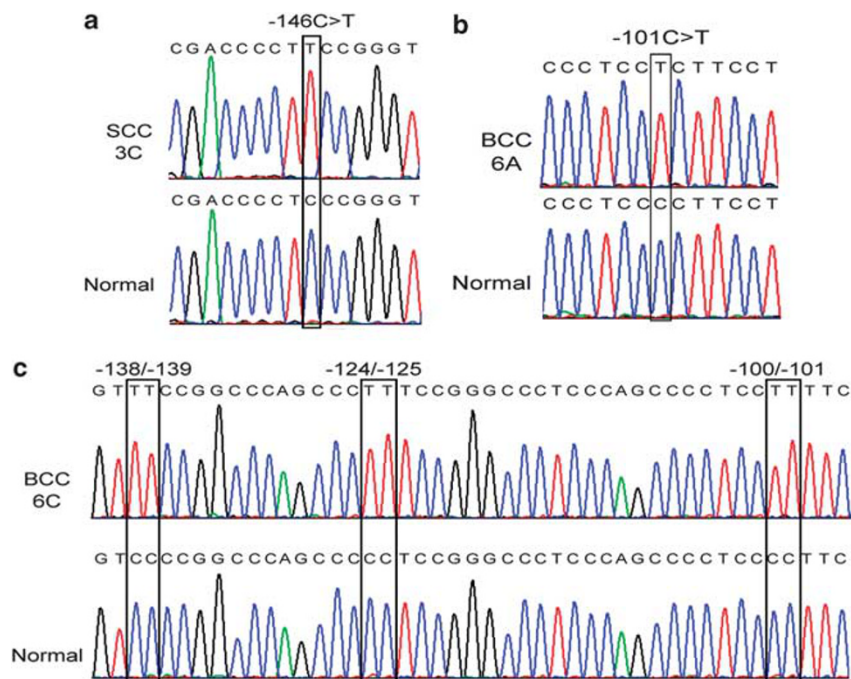 a
-146C>T
C G A C C C C T T C C G G G T
SCC
3C
C G A C C C C T C C C G G G T
Normal
b
-101C>T
C C C T C C T C T T C C T
BCC
6A
C C C T C C C C T T C C T
Normal
c
-138/-139 -124/-125 -100/-101
G T T T C C G G C C C A G C C C T T T C C G G G C C C T C C C A G C C C C T C C T T T T C
BCC
6C
G T C C C C G G C C C A G C C C C C T C C G G G C C C T C C C A G C C C C T C C C C T T C
Normal